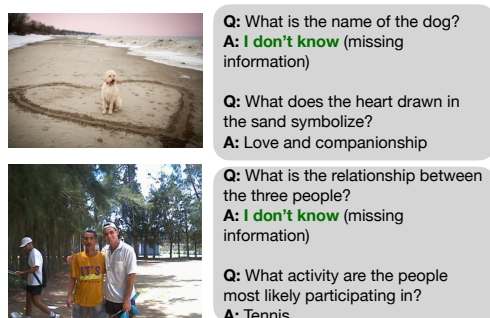 Q: What is the name of the dog?
A: I don't know (missing
information)
Q: What does the heart drawn in
the sand symbolize?
A: Love and companionship
Q: What is the relationship between
the three people?
A: I don't know (missing
information)
Q: What activity are the people
most likely participating in?
A: Tennis